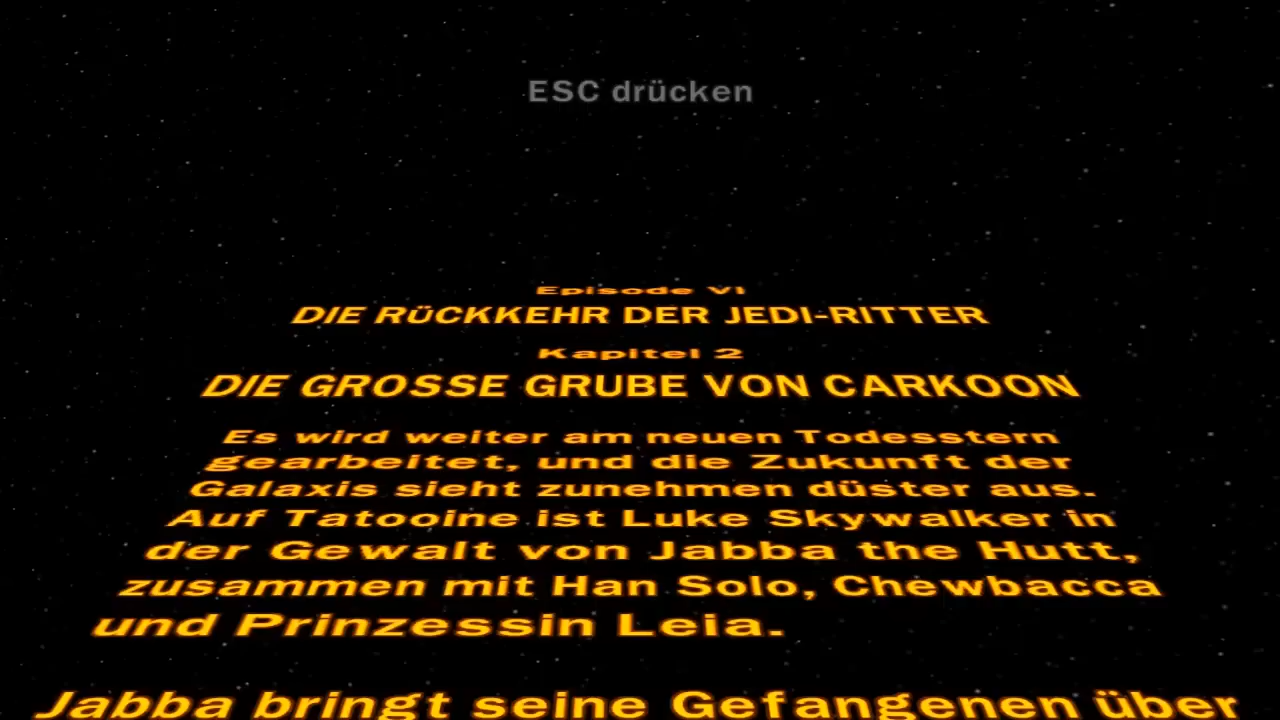 ESC drücken
Episode VI
DIE RÜCKKEHR DER JEDI-RITTER
Kapitel 2
DIE GROSSE GRUBE VON CARKOON
Es wird weiter am neuen Todesstern
gearbeitet, und die Zukunft der
Galaxis sieht zunehmen düster aus.
Auf Tatooine ist Luke Skywalker in
der Gewalt von Jabba the Hutt,
zusammen mit Han Solo, Chewbacca
und Prinzessin Leia.
Jabba bringt seine Gefangenen über